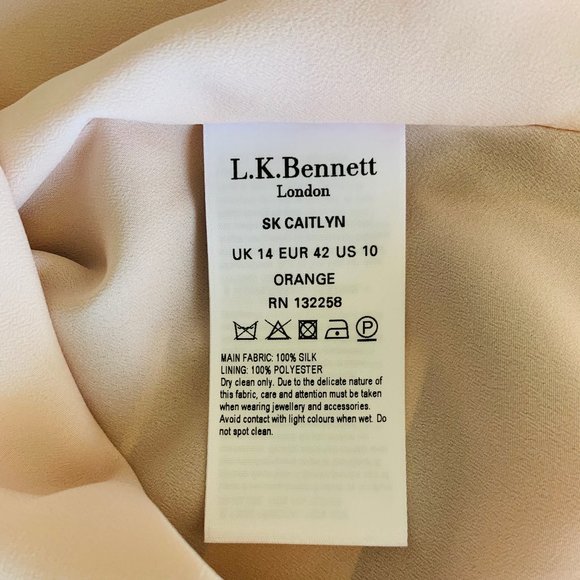 L.K.Bennett
London
SK CAITLYN
UK 14 EUR 42 US 10
ORANGE
RN 132258
P
MAIN FABRIC: 100% SILK
LINING: 100% POLYESTER
Dry clean only. Due to the delicate nature of
this fabric, care and attention must be taken
when wearing jewellery and accessories.
Avoid contact with light colours when wet. Do
not spot clean.